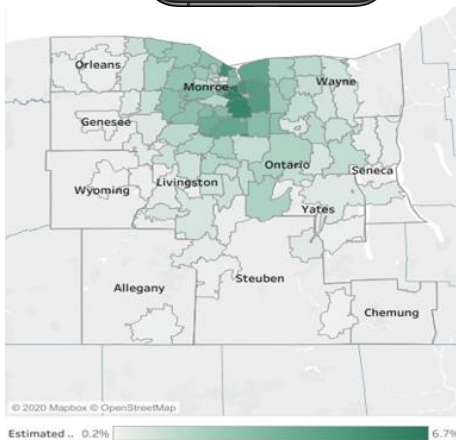 Orleans
Monroe
Wayne
Genesee
Ontario
Seneca
Wyoming
Livingston
Yates
Allegany
Steuben
Chemung
© 2020 Mapbox © OpenStreetMap
Estimated .. 0.2% 6.7%